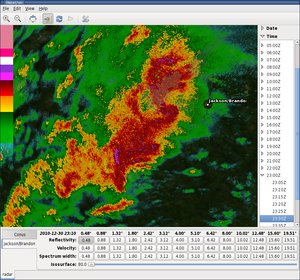 File Edit View Help
Date
Time
05:00Z
06:00Z
07:00Z
08:00Z
09:00Z
10:00Z
11:00Z
12:00Z
13:00Z
14:00Z
15:00Z
16:00Z
17:00Z
18:00Z
19:00Z
20:00Z
21:00Z
22:00Z
23:00Z
23:05Z
23:10Z
Jackson/Brandon
Conus
Jackson/Brandon
2010-12-30 23:10 0.48° 0.88° 1.32° 1.80° 2.42° 3.12° 4.00° 5.10° 6.42° 8.00° 10.02° 12.48° 15.60° 19.51°
Reflectivity: 0.48 0.88 1.32 1.80 2.42 3.12 4.00 5.10 6.42 8.00 10.02 12.48 15.60 19.51
Velocity: 0.48 0.88 1.32 1.80 2.42 3.12 4.00 5.10 6.42 8.00 10.02 12.48 15.60 19.51
Spectrum width: 0.48 0.88 1.32 1.80 2.42 3.12 4.00 5.10 6.42 8.00 10.02 12.48 15.60 19.51
Isosurface: 80.0
radar